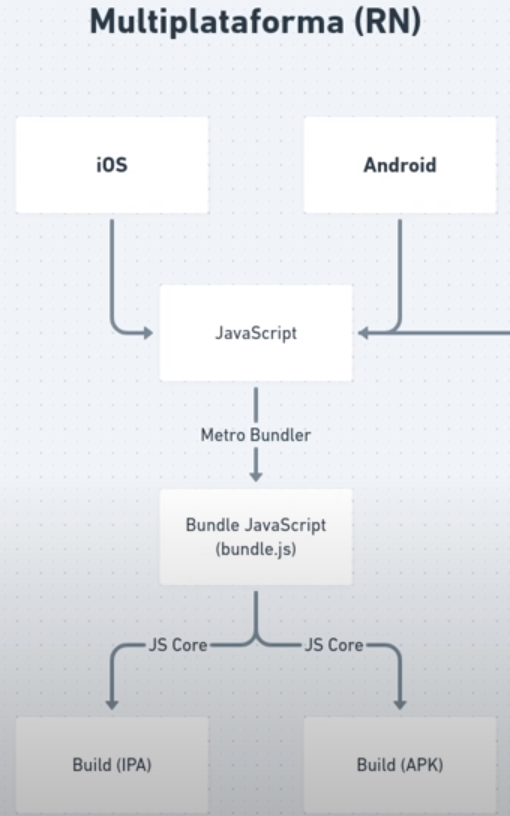 Multiplataforma (RN)
iOS
Android
JavaScript
Metro Bundler
Bundle JavaScript
(bundle.js)
JS Core
JS Core
Build (IPA)
Build (APK)